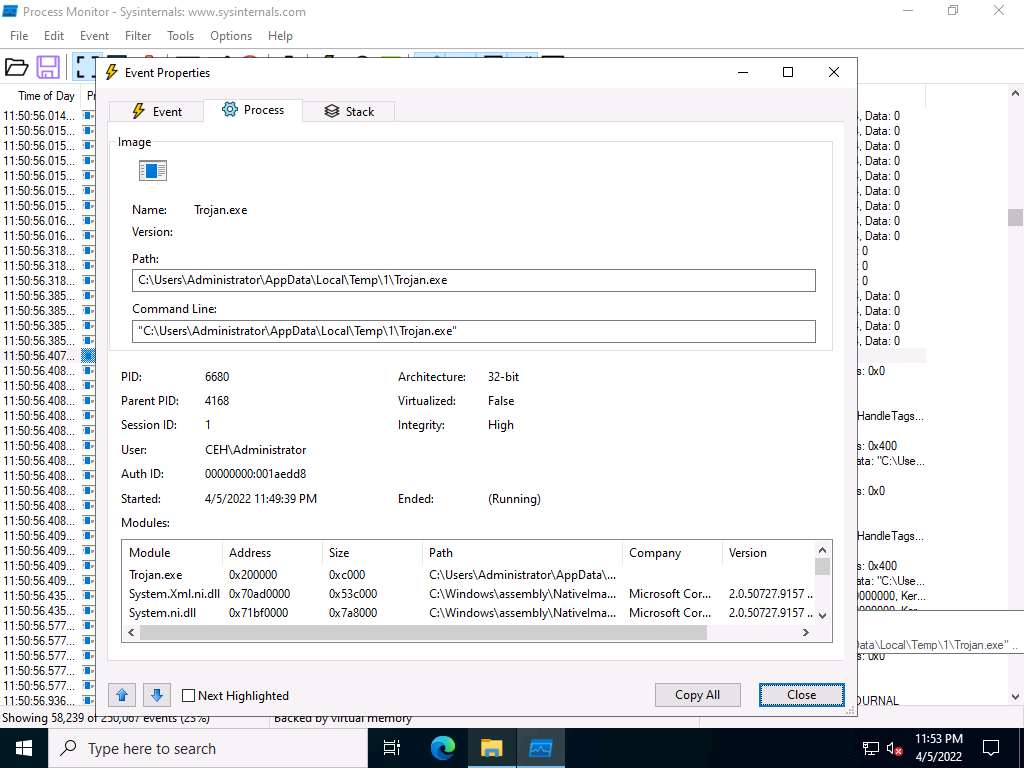 Process Monitor - Sysinternals: www.sysinternals.com
File Edit Event Filter Tools Options Help
Event Properties
Time of Day
Event Process Stack
11:50:56.014... , Data: 0
11:50:56.015... , Data: 0
11:50:56.015... , Data: 0
11:50:56.015... , Data: 0
11:50:56.015... , Data: 0
11:50:56.015... , Data: 0
11:50:56.015... , Data: 0
11:50:56.016... , Data: 0
11:50:56.016... , Data: 0
11:50:56.318... : 0
11:50:56.318...
11:50:56.318... : 0
11:50:56.385... , Data: 0
11:50:56.385... , Data: 0
11:50:56.385... , Data: 0
11:50:56.385... , Data: 0
11:50:56.407...
11:50:56.408... s: 0x0
11:50:56.408...
11:50:56.408...
11:50:56.408... HandleTags...
11:50:56.408...
11:50:56.408... s: 0x400
11:50:56.408... ata: "C:\Use...
11:50:56.408...
11:50:56.408... s: 0x0
11:50:56.408...
11:50:56.408...
11:50:56.409... HandleTags...
11:50:56.409...
11:50:56.409... s: 0x400
11:50:56.409... ta: "C:\Use...
11:50:56.435... 0000000, Ker...
11:50:56.435...
11:50:56.577...
11:50:56.577... Data\Local\Temp\1\Trojan.exe" ..
11:50:56.577... s: 0x0
11:50:56.577...
11:50:56.577...
11:50:56.936... OURNAL
Image
Name: Trojan.exe
Version:
Path:
C:\Users\Administrator\AppData\Local\Temp\1\Trojan.exe
Command Line:
"C:\Users\Administrator\AppData\Local\Temp\1\Trojan.exe"
PID: 6680 Architecture: 32-bit
Parent PID: 4168 Virtualized: False
Session ID: 1 Integrity: High
User: CEH\Administrator
Auth ID: 00000000:001aedd8
Started: 4/5/2022 11:49:39 PM Ended: (Running)
Modules:
Module Address Size Path Company Version
Trojan.exe 0x200000 0xc000 C:\Users\Administrator\AppData\...
System.Xml.ni.dll 0x70ad0000 0x53c000 C:\Windows\assembly\NativeIma... Microsoft Cor... 2.0.50727.9157 ..
System.ni.dll 0x71bf0000 0x7a8000 C:\Windows\assembly\NativeIma... Microsoft Cor... 2.0.50727.9157 ..
Next Highlighted Copy All Close
Showing 58,239 of 250,067 events (23%) Backed by virtual memory
Type here to search
11:53 PM
4/5/2022